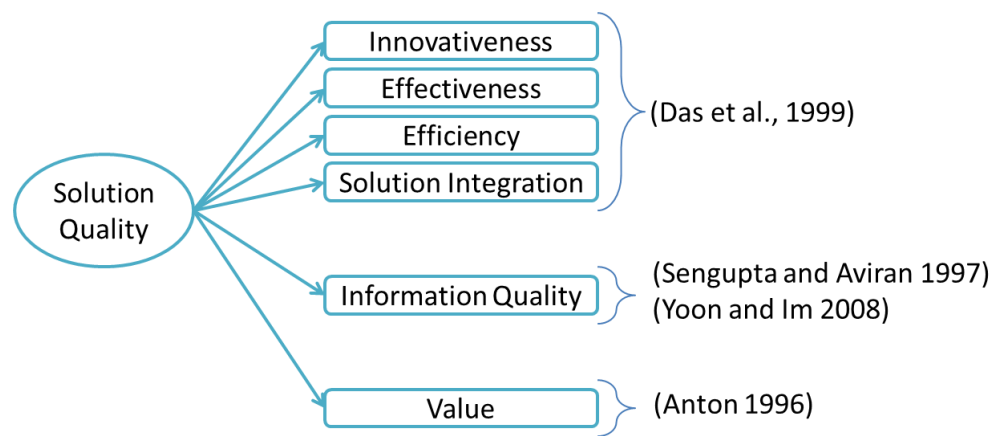 Innovativeness
Effectiveness
Efficiency
Solution Integration
(Das et al., 1999)
Solution
Quality
Information Quality
(Sengupta and Aviran 1997)
(Yoon and Im 2008)
Value
(Anton 1996)